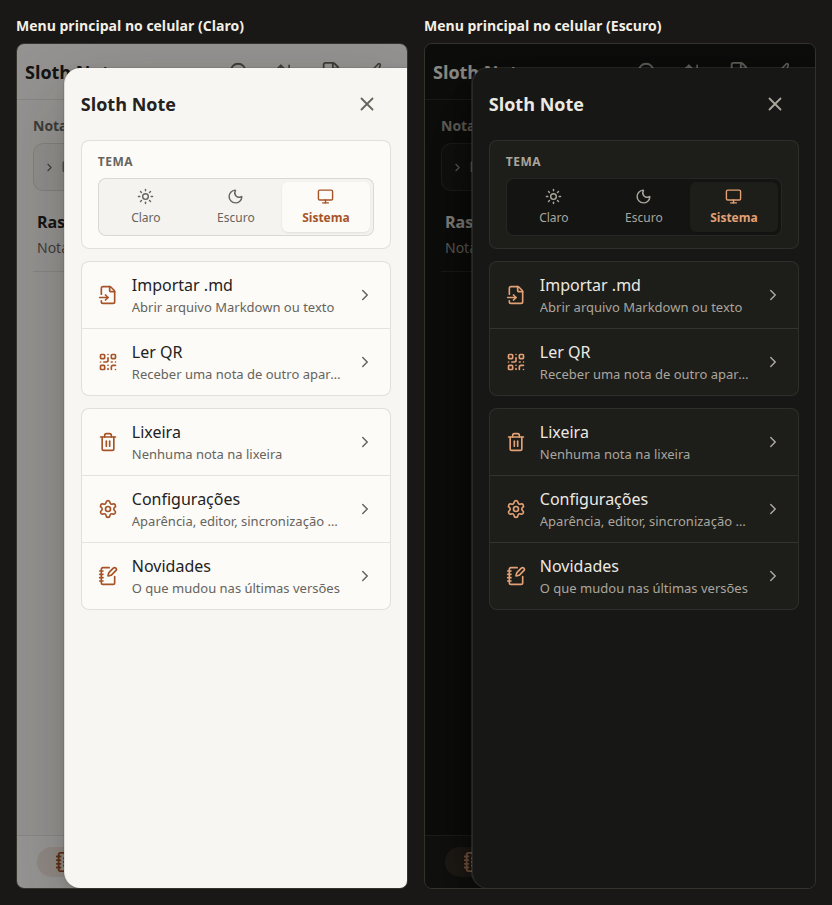 Menu principal no celular (Claro)
Sloth Note
Sloth Note
TEMA
Claro
Escuro
Sistema
Importar .md
Abrir arquivo Markdown ou texto
Ler QR
Receber uma nota de outro apar...
Lixeira
Nenhuma nota na lixeira
Configurações
Aparência, editor, sincronização ...
Novidades
O que mudou nas últimas versões
Menu principal no celular (Escuro)
Sloth Note
TEMA
Claro
Escuro
Sistema
Importar .md
Abrir arquivo Markdown ou texto
Ler QR
Receber uma nota de outro apar...
Lixeira
Nenhuma nota na lixeira
Configurações
Aparência, editor, sincronização ...
Novidades
O que mudou nas últimas versões